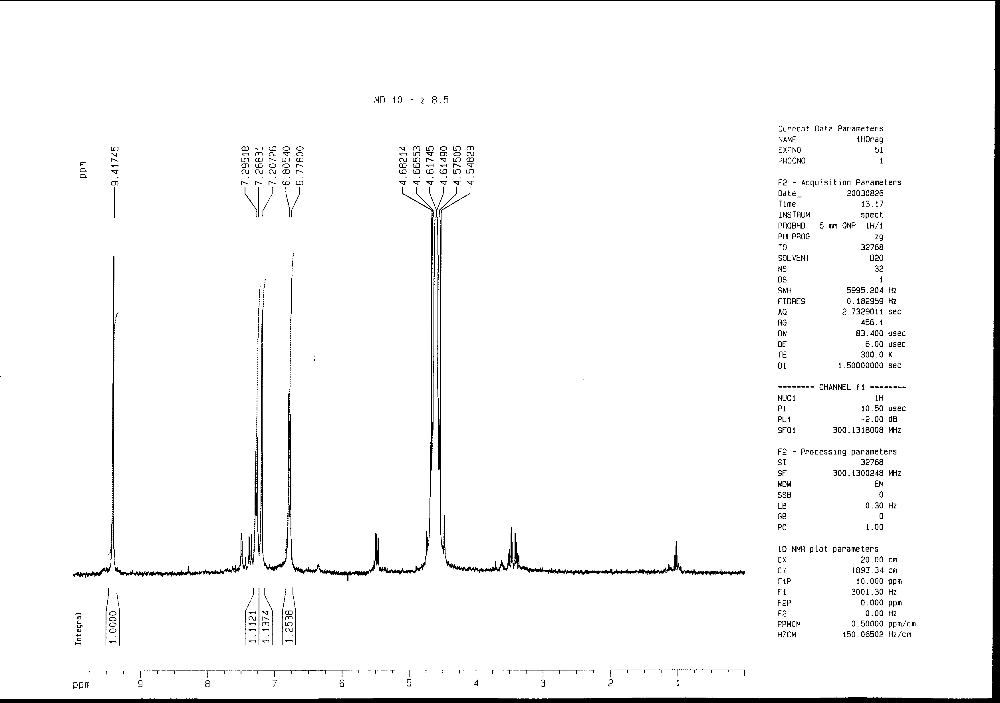 MD 10 - z 8.5
ppm
9.41745
7.29518
7.26831
7.20726
6.80540
6.77800
4.68214
4.66553
4.61745
4.61490
4.57505
4.54829
Current Data Parameters
NAME 1HDrag
EXPNO 51
PROCNO 1
F2 - Acquisition Parameters
Date_ 20030826
Time 13.17
INSTRUM spect
PROBHD 5 mm QNP 1H/1
PULPROG zg
TD 32768
SOLVENT D2O
NS 32
DS 1
SWH 5995.204 Hz
FIDRES 0.182959 Hz
AQ 2.7329011 sec
RG 456.1
DW 83.400 usec
DE 6.00 usec
TE 300.0 K
D1 1.50000000 sec
======== CHANNEL f1 ========
NUC1 1H
P1 10.50 usec
PL1 -2.00 dB
SFO1 300.1318008 MHz
F2 - Processing parameters
SI 32768
SF 300.1300248 MHz
WDW EM
SSB 0
LB 0.30 Hz
GB 0
PC 1.00
1D NMR plot parameters
CX 20.00 cm
CY 1893.34 cm
F1P 10.000 ppm
F1 3001.30 Hz
F2P 0.000 ppm
F2 0.00 Hz
PPMCM 0.50000 ppm/cm
HZCM 150.06502 Hz/cm
Integral
1.0000
1.1121
1.1374
1.2538
ppm 9 8 7 6 5 4 3 2 1